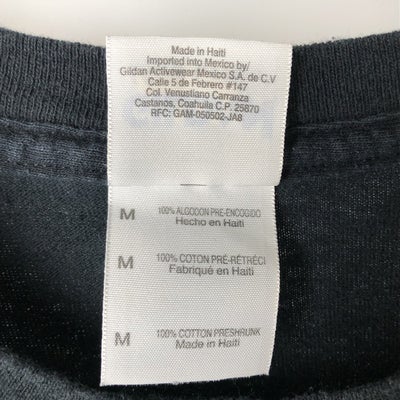 Made in Haiti
Imported into Mexico by/
Gildan Activewear Mexico S.A. de C.V
Calle 5 de Febrero #147
Col. Venustiano Carranza
Castanos, Coahuila C.P. 25870
RFC: GAM-050502-JA8
M 100% ALGODON PRE-ENCOGIDO
Hecho en Haiti
M 100% COTON PRÉ-RÉTRÉCI
Fabriqué en Haiti
M 100% COTTON PRESHRUNK
Made in Haiti